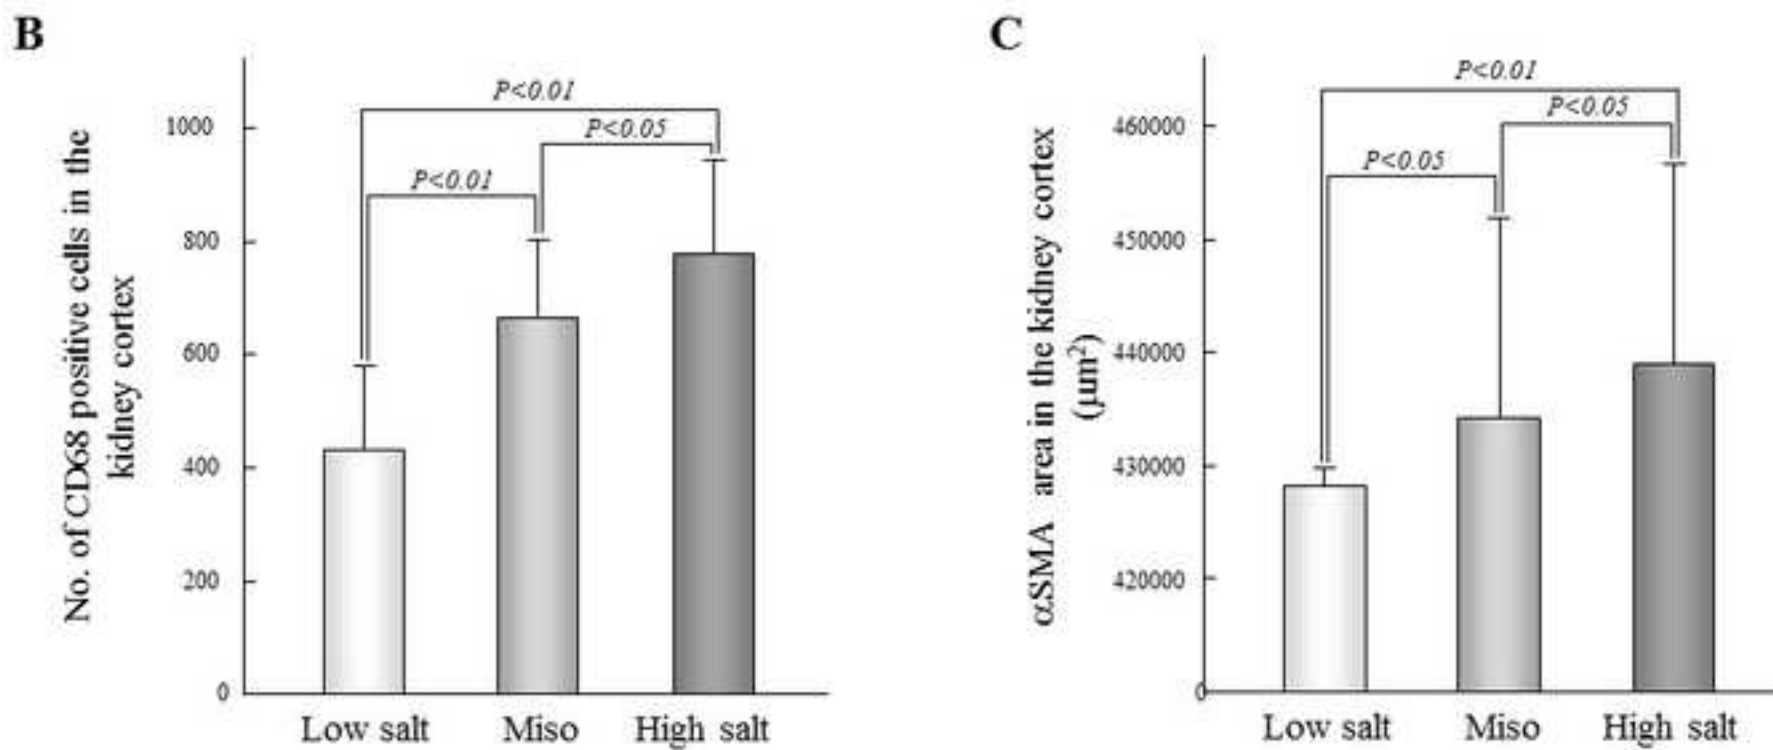 B
No. of CD68 positive cells in the
kidney cortex
1000
800
600
400
200
0
P<0.01
P<0.05
P<0.01
Low salt
Miso
High salt
C
αSMA area in the kidney cortex
(μm²)
460000
450000
440000
430000
420000
0
P<0.01
P<0.05
P<0.05
Low salt
Miso
High salt